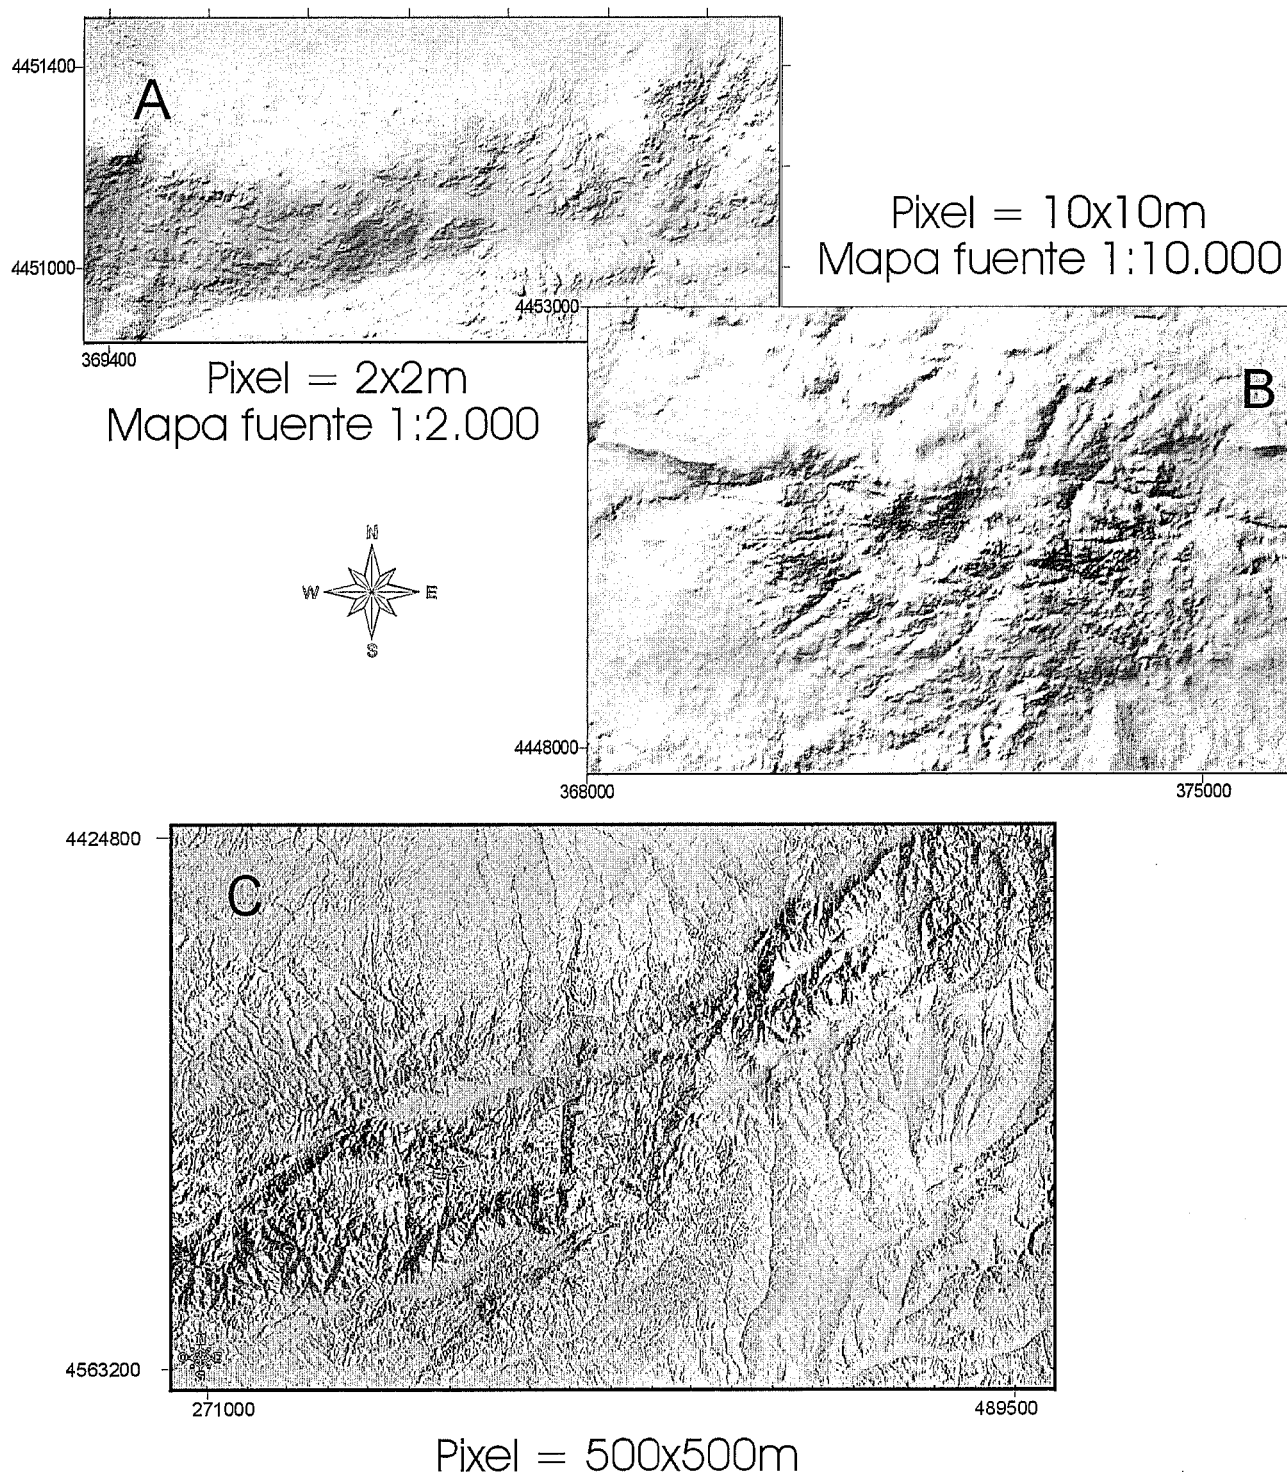 4451400
A
4451000
369400
Pixel = 2x2m
Mapa fuente 1:2.000
Pixel = 10x10m
Mapa fuente 1:10.000
4453000
B
4448000
368000
375000
N
W E
S
4424800
C
4563200
271000
489500
Pixel = 500x500m